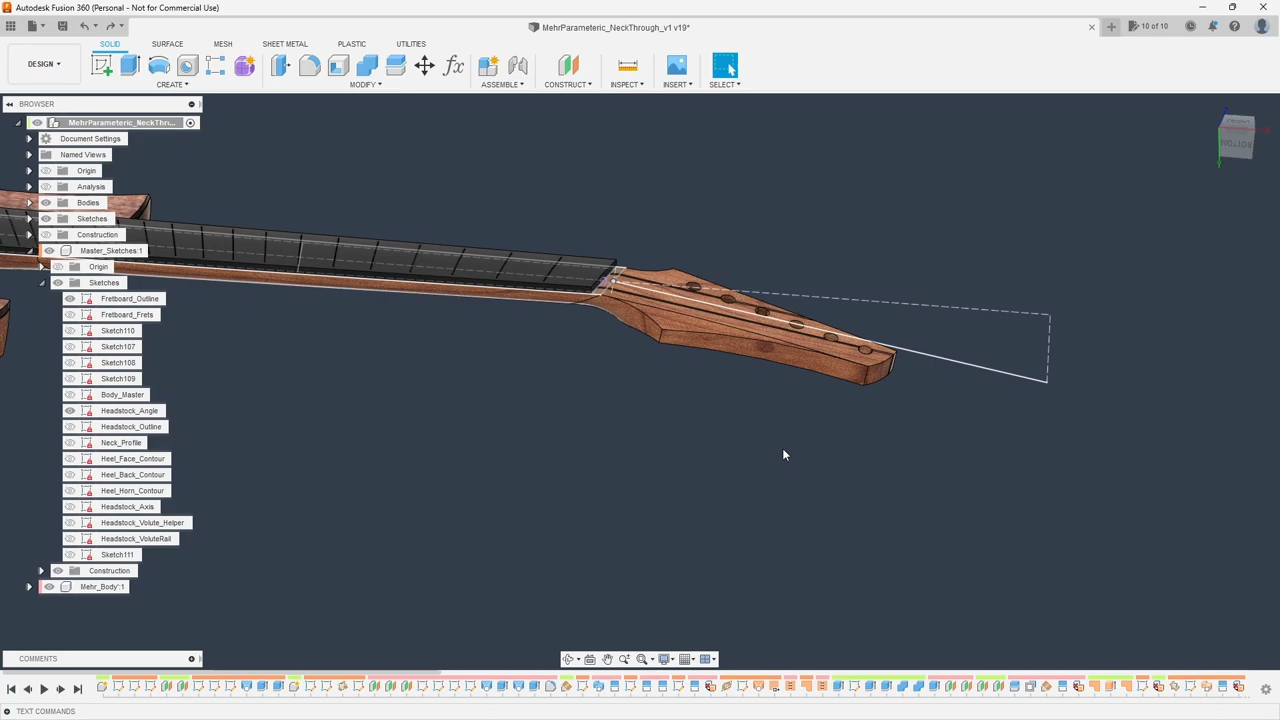 Autodesk Fusion 360 (Personal - Not for Commercial Use)
MehrParameteric_NeckThrough_v1 v19*
10 of 10
DESIGN
SOLID
SURFACE
MESH
SHEET METAL
PLASTIC
UTILITIES
CREATE
MODIFY
ASSEMBLE
CONSTRUCT
INSPECT
INSERT
SELECT
BROWSER
MehrParameteric_NeckThru...
Document Settings
Named Views
Origin
Analysis
Bodies
Sketches
Construction
Master_Sketches:1
Origin
Sketches
Fretboard_Outline
Fretboard_Frets
Sketch110
Sketch107
Sketch108
Sketch109
Body_Master
Headstock_Angle
Headstock_Outline
Neck_Profile
Heel_Face_Contour
Heel_Back_Contour
Heel_Horn_Contour
Headstock_Axis
Headstock_Volute_Helper
Headstock_VoluteRail
Sketch111
Construction
Mehr_Body':1
BOTTOM
COMMENTS
TEXT COMMANDS